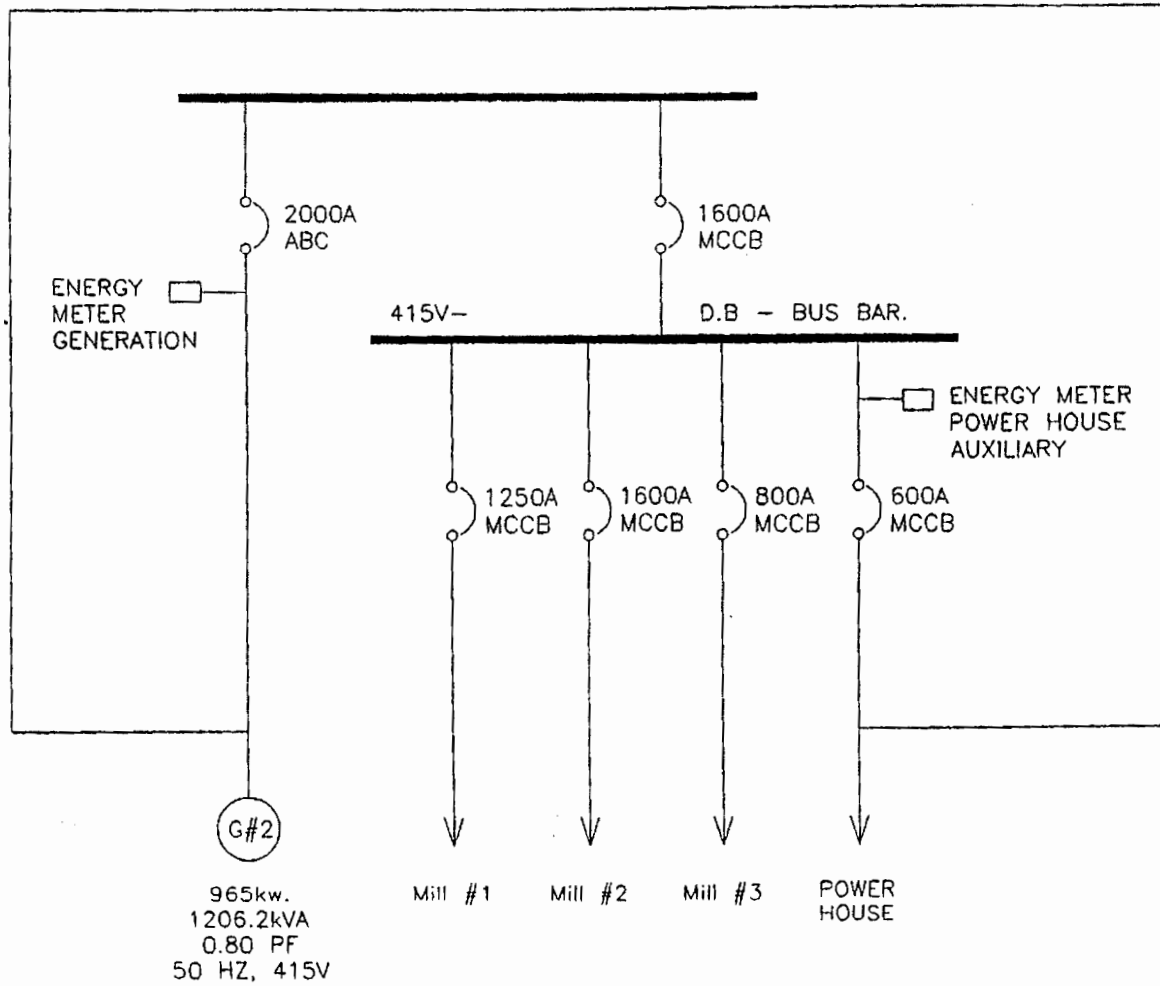 2000A
ABC
1600A
MCCB
ENERGY
METER
GENERATION
415V-
D.B - BUS BAR.
ENERGY METER
POWER HOUSE
AUXILIARY
1250A
MCCB
1600A
MCCB
800A
MCCB
600A
MCCB
G#2
965kw.
1206.2kVA
0.80 PF
50 HZ, 415V
Mill #1
Mill #2
Mill #3
POWER
HOUSE